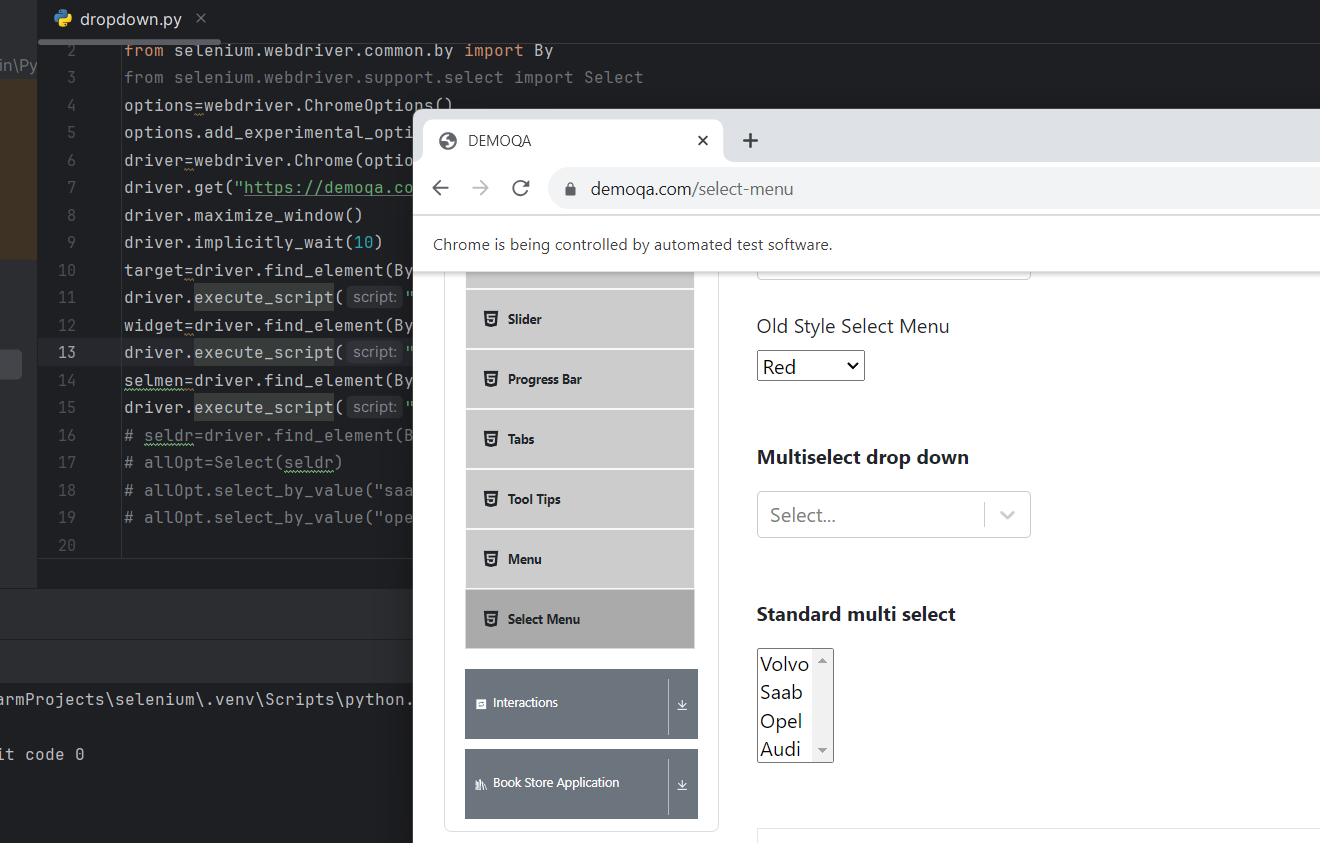 dropdown.py
in\Py
2 from selenium.webdriver.common.by import By
3 from selenium.webdriver.support.select import Select
4 options=webdriver.ChromeOptions()
5 options.add_experimental_opti
6 driver=webdriver.Chrome(optio
7 driver.get("https://demoqa.co
8 driver.maximize_window()
9 driver.implicitly_wait(10)
10 target=driver.find_element(By
11 driver.execute_script( script: "
12 widget=driver.find_element(By
13 driver.execute_script( script: "
14 selmen=driver.find_element(By
15 driver.execute_script( script: "
16 # seldr=driver.find_element(B
17 # allOpt=Select(seldr)
18 # allOpt.select_by_value("saa
19 # allOpt.select_by_value("ope
20
armProjects\selenium\.venv\Scripts\python.
it code 0
DEMOQA
demoqa.com/select-menu
Chrome is being controlled by automated test software.
Slider
Progress Bar
Tabs
Tool Tips
Menu
Select Menu
Interactions
Book Store Application
Old Style Select Menu
Red
Multiselect drop down
Select...
Standard multi select
Volvo
Saab
Opel
Audi